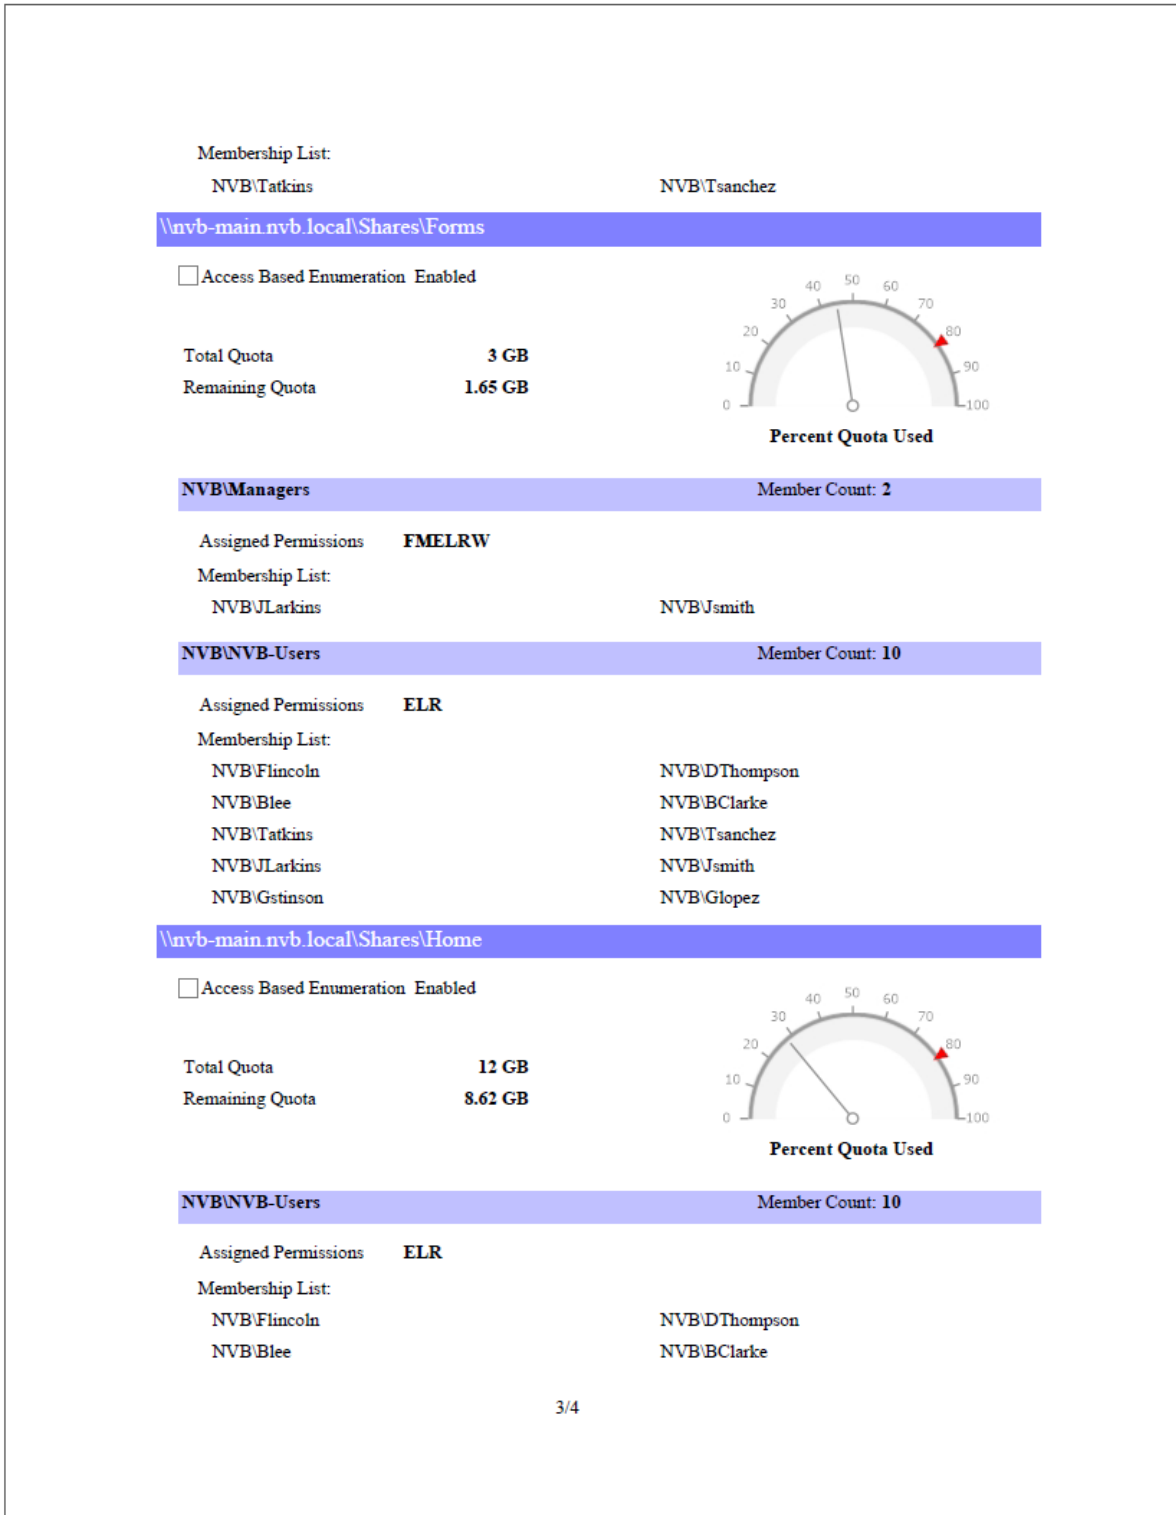 Membership List:
NVB\Tatkins NVB\Tsanchez
\\nvb-main.nvb.local\Shares\Forms
Access Based Enumeration Enabled
0 10 20 30 40 50 60 70 80 90 100
Total Quota 3 GB
Remaining Quota 1.65 GB
Percent Quota Used
NVB\Managers Member Count: 2
Assigned Permissions FMELRW
Membership List:
NVB\JLarkins NVB\Jsmith
NVB\NVB-Users Member Count: 10
Assigned Permissions ELR
Membership List:
NVB\Flincoln NVB\DThompson
NVB\Blee NVB\BClarke
NVB\Tatkins NVB\Tsanchez
NVB\JLarkins NVB\Jsmith
NVB\Gstinson NVB\Glopez
\\nvb-main.nvb.local\Shares\Home
Access Based Enumeration Enabled
0 10 20 30 40 50 60 70 80 90 100
Total Quota 12 GB
Remaining Quota 8.62 GB
Percent Quota Used
NVB\NVB-Users Member Count: 10
Assigned Permissions ELR
Membership List:
NVB\Flincoln NVB\DThompson
NVB\Blee NVB\BClarke
3/4